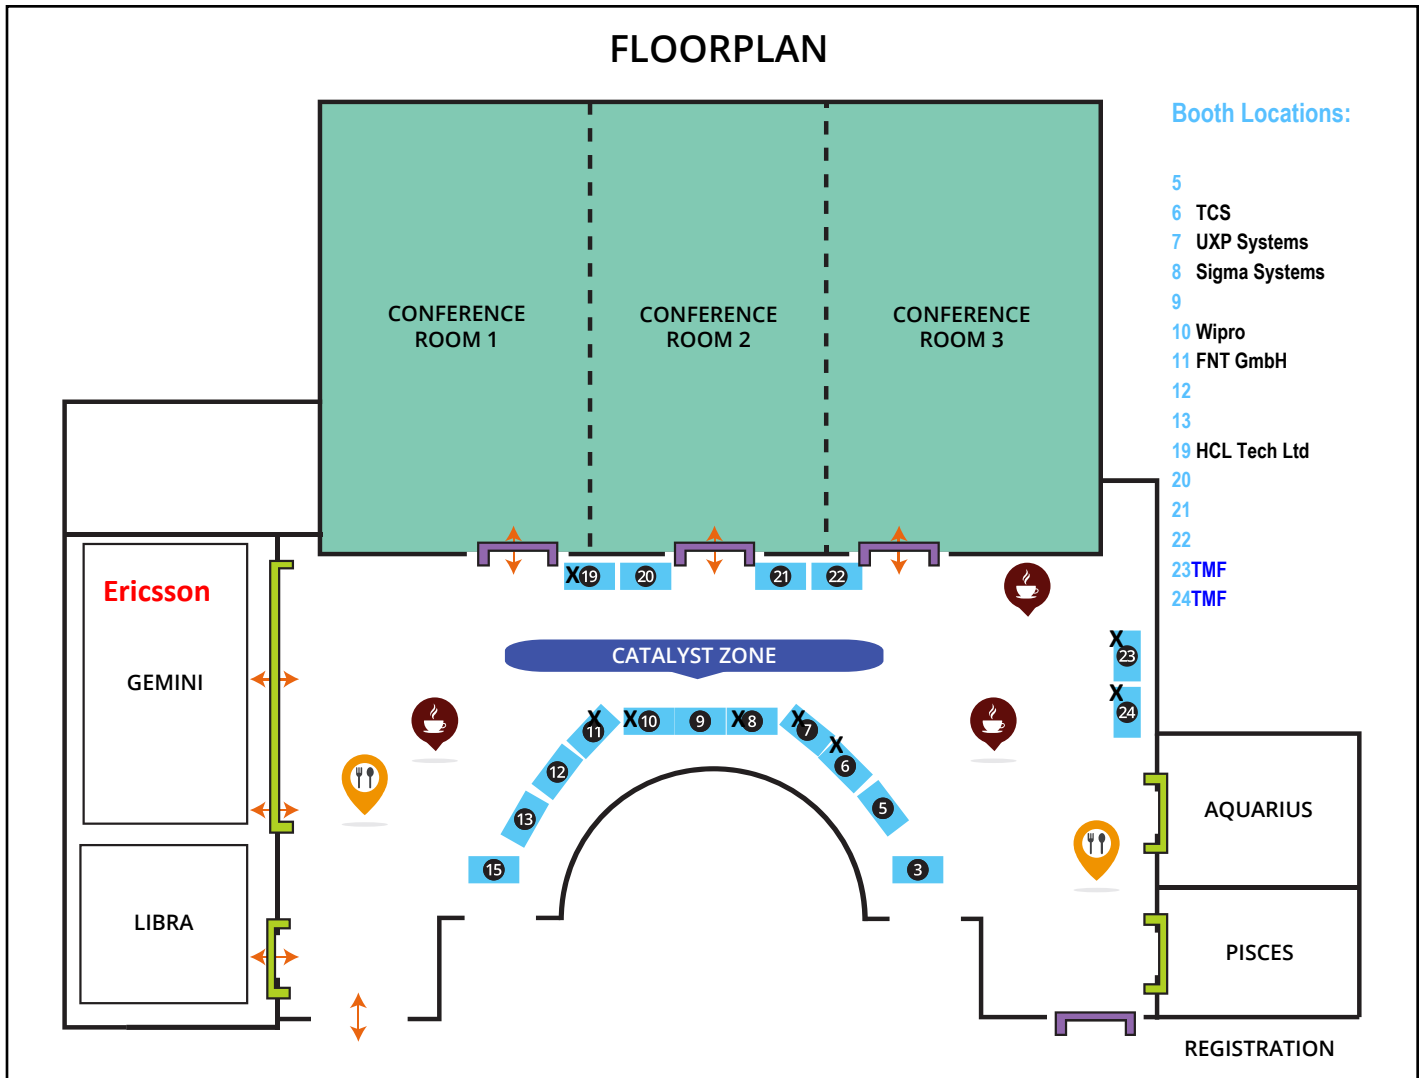 FLOORPLAN
Booth Locations:
5
6 TCS
7 UXP Systems
8 Sigma Systems
9
10 Wipro
11 FNT GmbH
12
13
19 HCL Tech Ltd
20
21
22
23TMF
24TMF
CONFERENCE
ROOM 1
CONFERENCE
ROOM 2
CONFERENCE
ROOM 3
Ericsson
GEMINI
LIBRA
X 19
20
21
22
CATALYST ZONE
X 23
X 24
X 11
X 10
9
X 8
X 7
X 6
12
5
13
15
3
AQUARIUS
PISCES
REGISTRATION